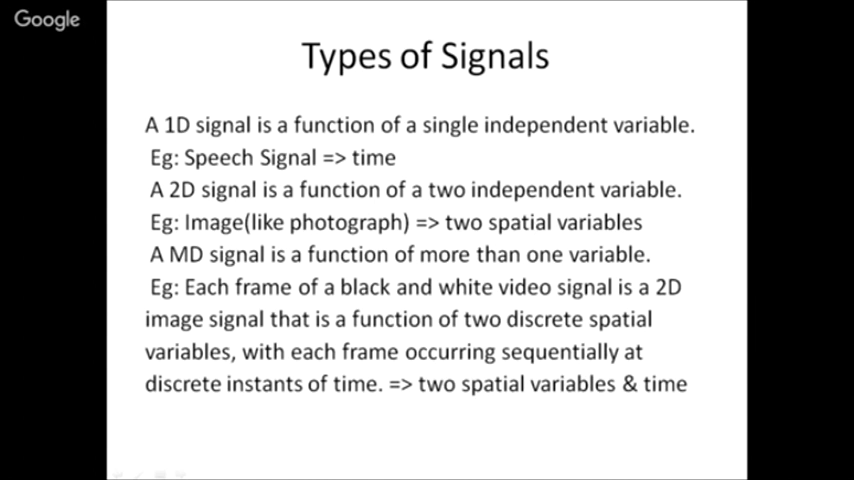 Google
Types of Signals
A 1D signal is a function of a single independent variable.
Eg: Speech Signal => time
A 2D signal is a function of a two independent variable.
Eg: Image(like photograph) => two spatial variables
A MD signal is a function of more than one variable.
Eg: Each frame of a black and white video signal is a 2D
image signal that is a function of two discrete spatial
variables, with each frame occurring sequentially at
discrete instants of time. => two spatial variables & time